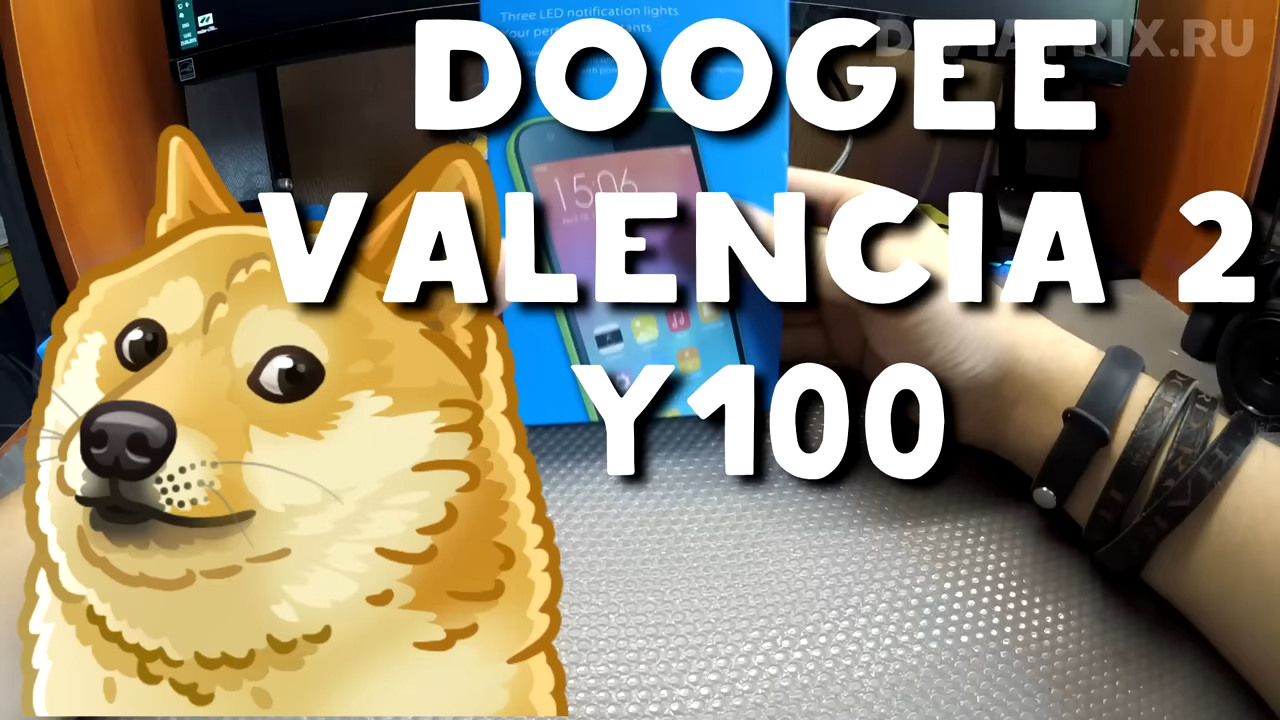 Three LED notification lights
DOOGEE
VALENCIA 2
Y100
15:06